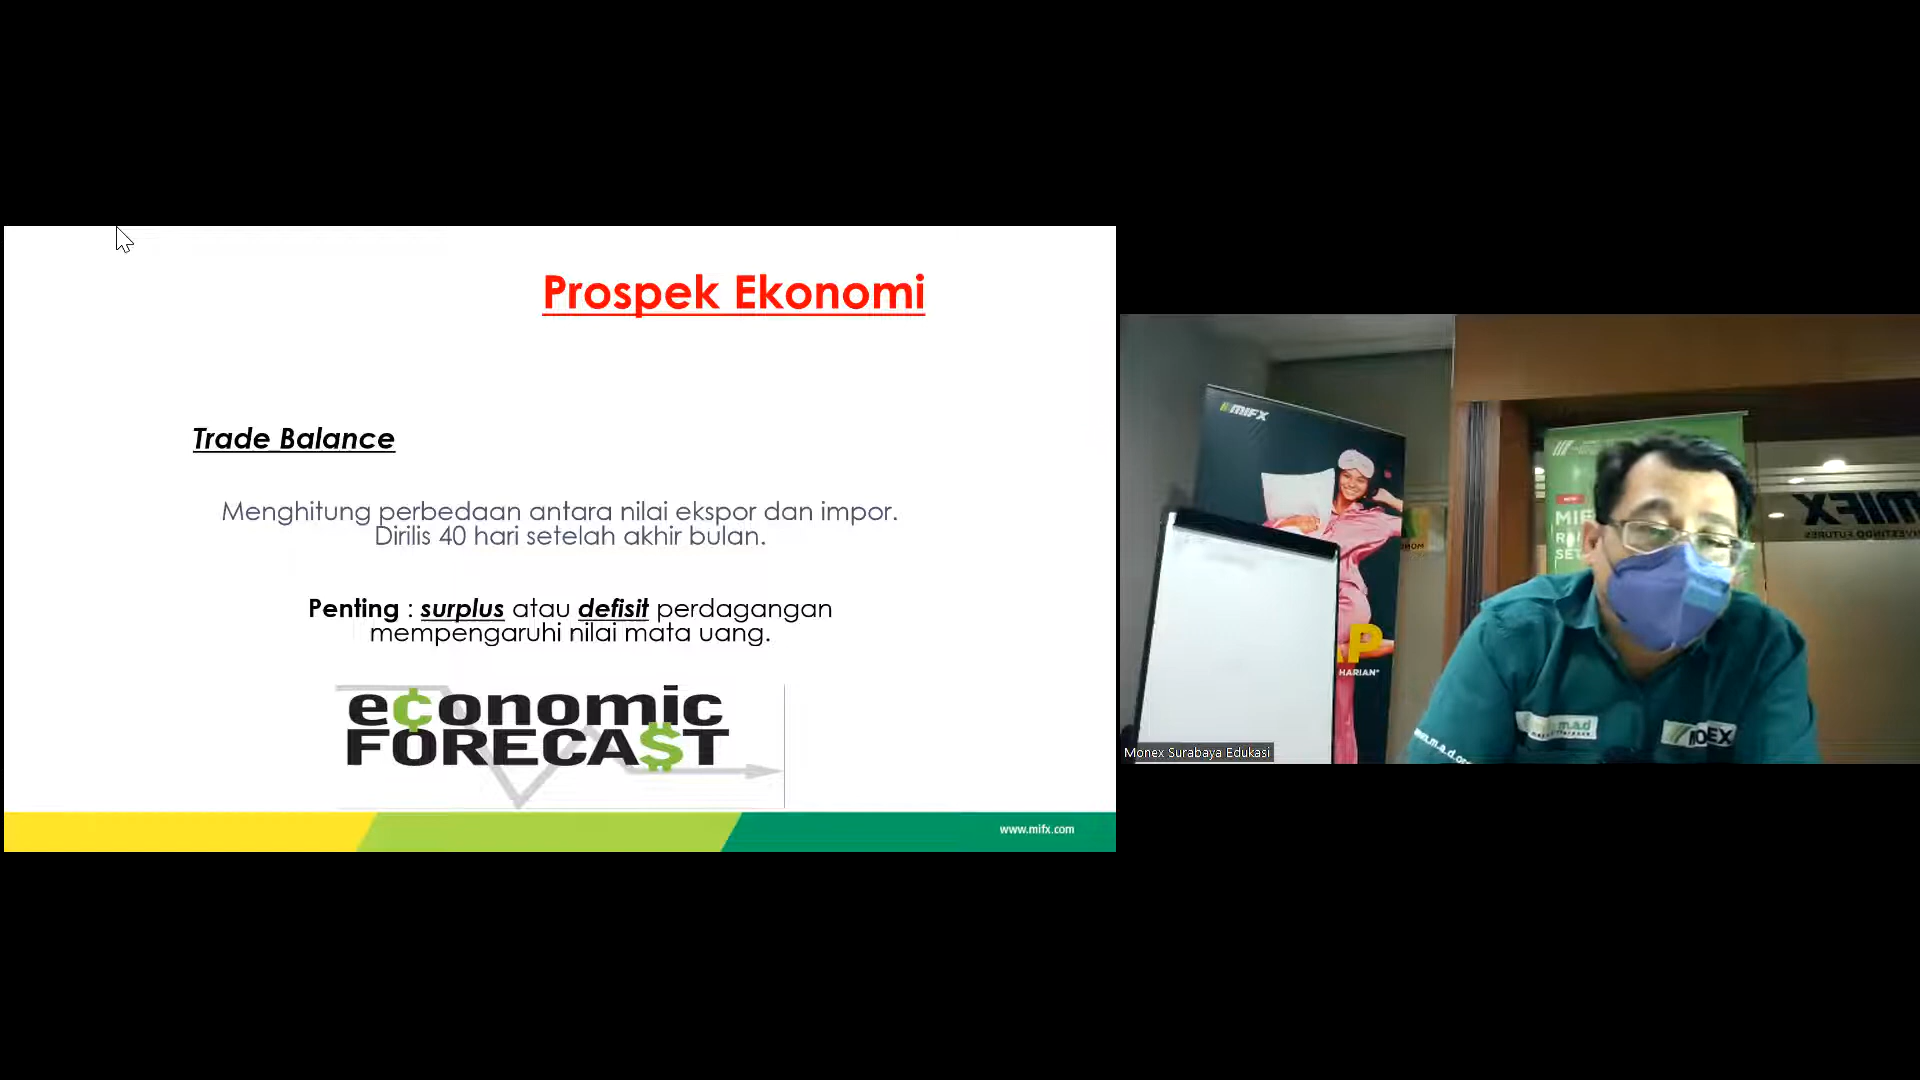 Prospek Ekonomi
Trade Balance
Menghitung perbedaan antara nilai ekspor dan impor.
Dirilis 40 hari setelah akhir bulan.
Penting : surplus atau defisit perdagangan
mempengaruhi nilai mata uang.
economic
FORECA$T
www.mifx.com
MIFX
HARIAN*
MIFX
MONEX
Monex Surabaya Edukasi